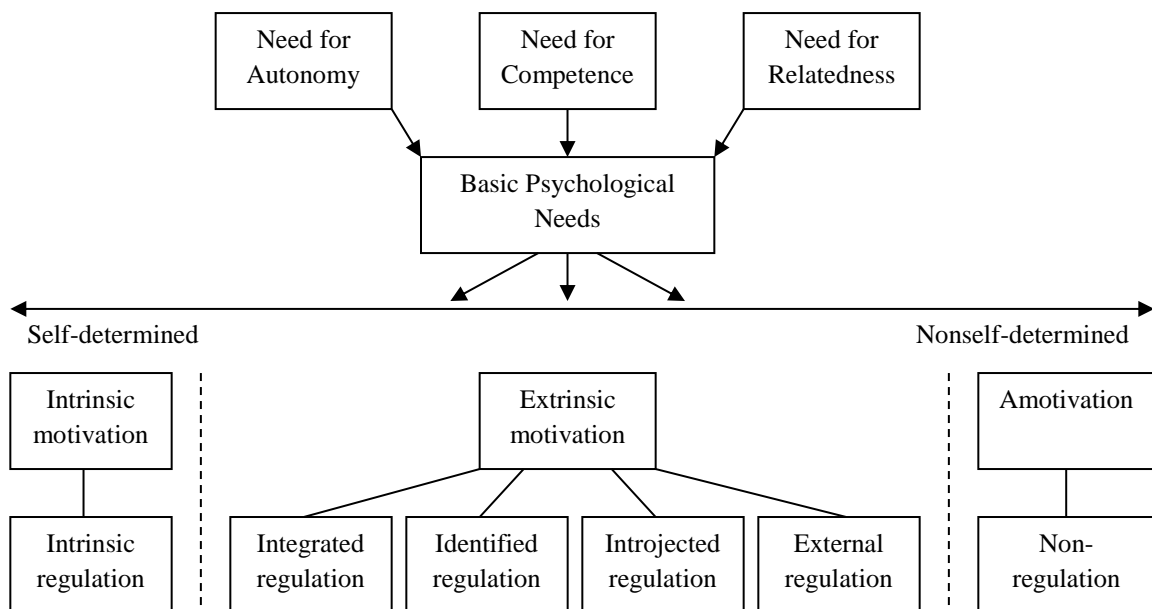 Need for
Autonomy
Need for
Competence
Need for
Relatedness
Basic Psychological
Needs
Self-determined
Nonself-determined
Intrinsic
motivation
Extrinsic
motivation
Amotivation
Intrinsic
regulation
Integrated
regulation
Identified
regulation
Introjected
regulation
External
regulation
Non-
regulation